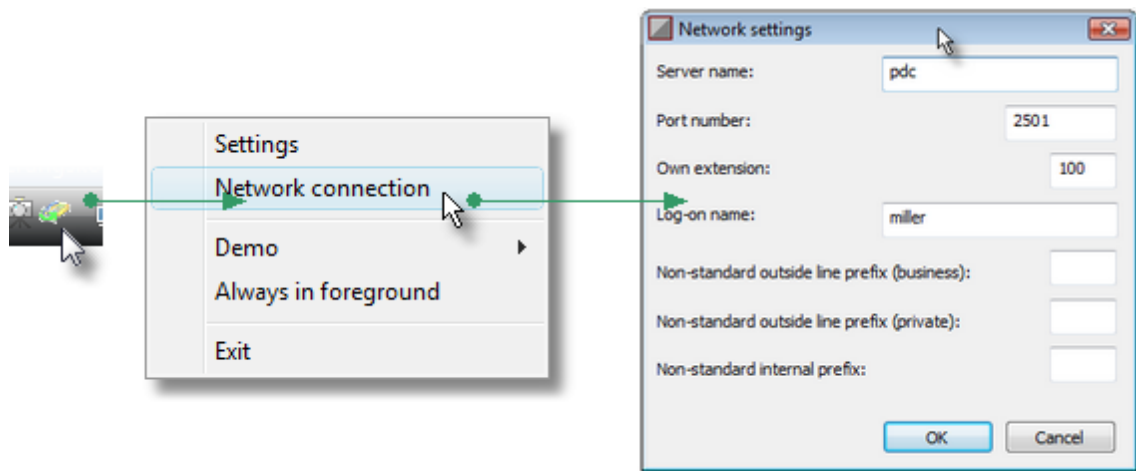 Settings
Network connection
Demo
Always in foreground
Exit
Network settings
Server name: pdc
Port number: 2501
Own extension: 100
Log-on name: miller
Non-standard outside line prefix (business):
Non-standard outside line prefix (private):
Non-standard internal prefix:
OK Cancel